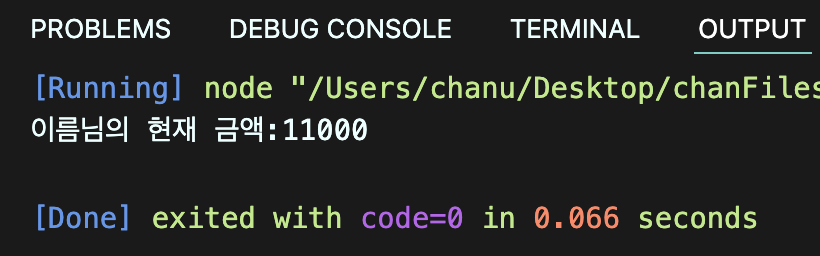 PROBLEMS DEBUG CONSOLE TERMINAL OUTPUT
[Running] node "/Users/chanu/Desktop/chanFiles
이름님의 현재 금액:11000
[Done] exited with code=0 in 0.066 seconds